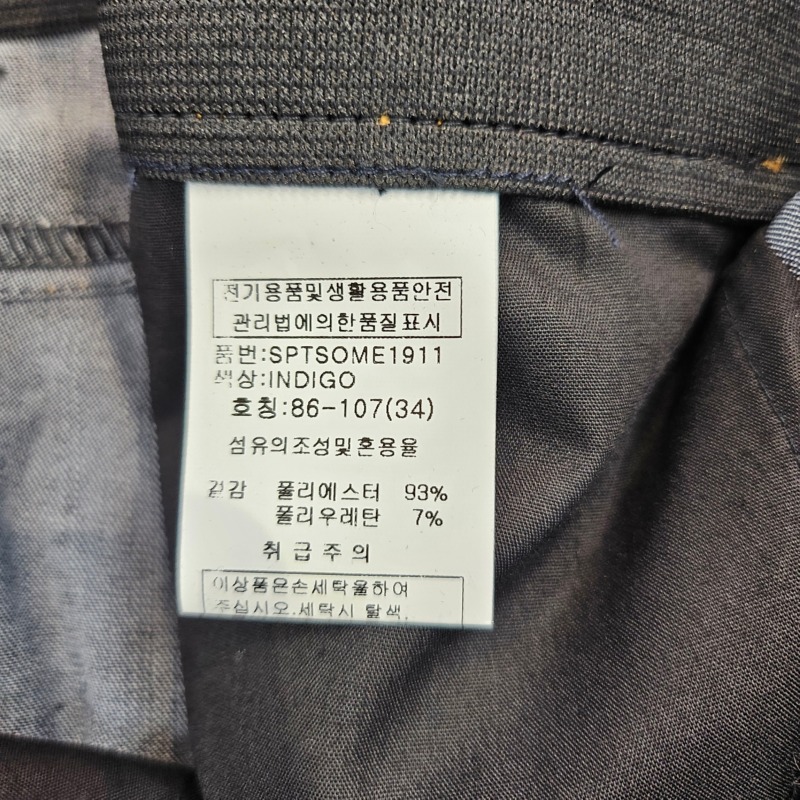 전기용품및생활용품안전
관리법에의한품질표시
품번:SPTSOME1911
색상:INDIGO
호칭:86-107(34)
섬유의조성및혼용율
겉감 폴리에스터 93%
폴리우레탄 7%
취급주의
이상품은손세탁을하여
주십시오.세탁시 탈색,